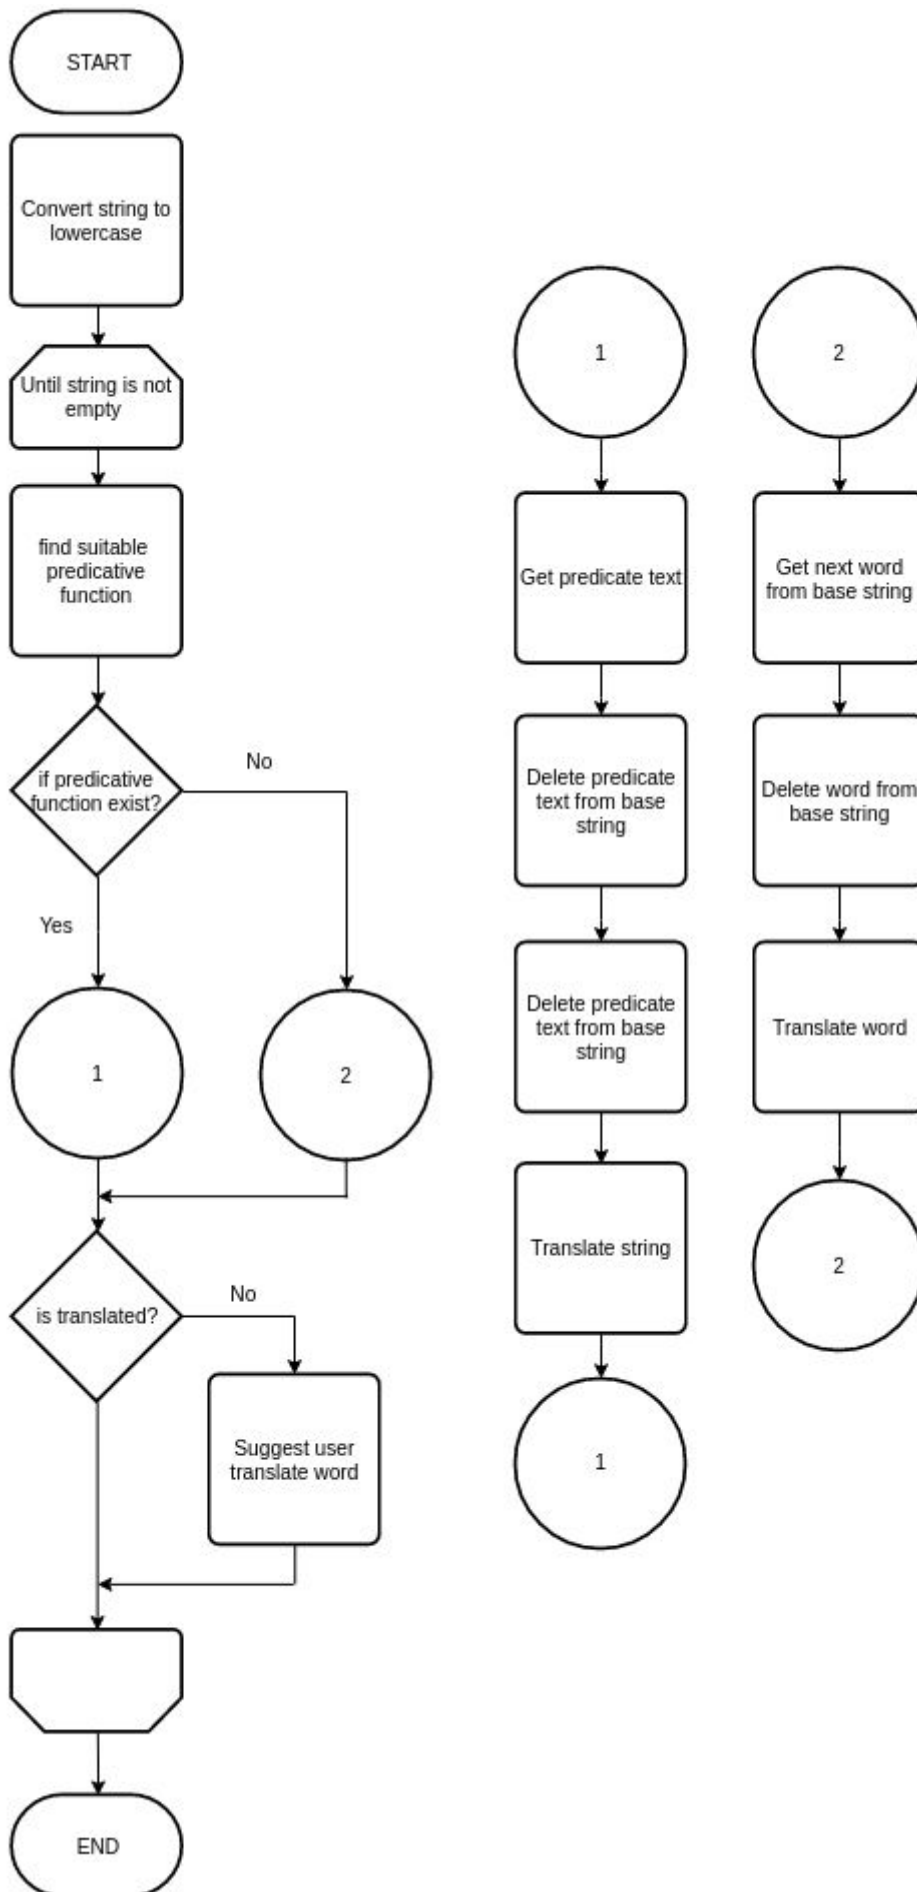 START
Convert string to
lowercase
Until string is not
empty
find suitable
predicative
function
if predicative
function exist?
No
Yes
1
2
is translated?
No
Suggest user
translate word
END
1
Get predicate text
Delete predicate
text from base
string
Delete predicate
text from base
string
Translate string
1
2
Get next word
from base string
Delete word from
base string
Translate word
2